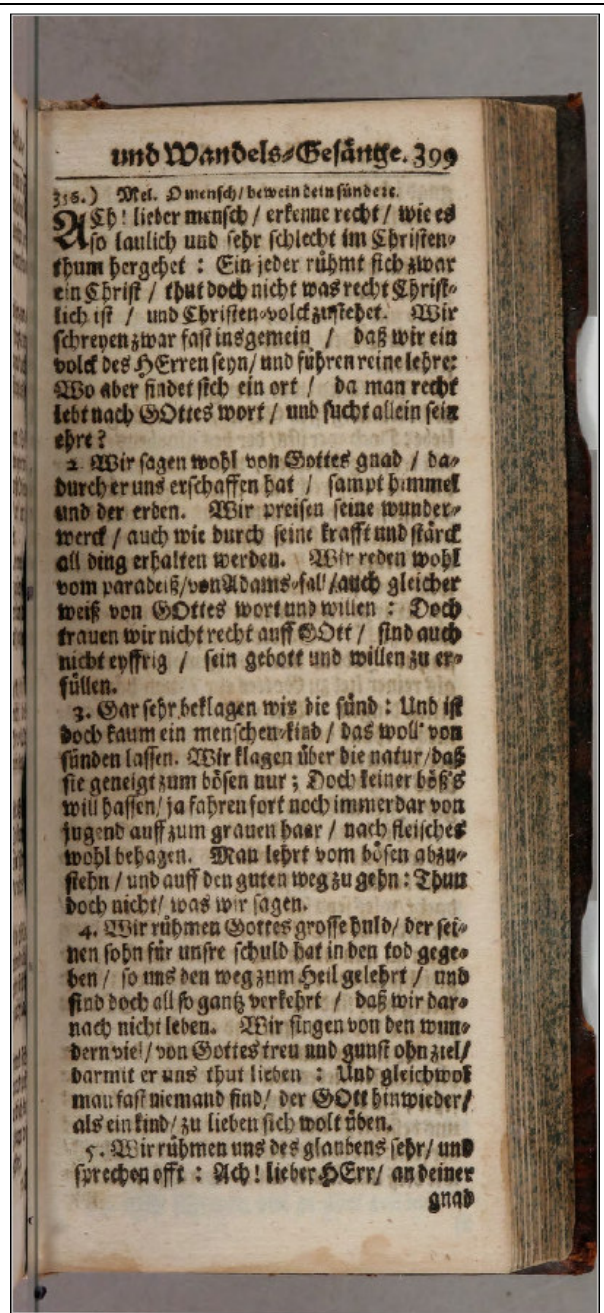 und Wandels-Gesänge. 399
316.) Mel. O mensch/ bewein dein sünde ꝛc.
ACh! lieber mensch / erkenne recht / wie es
so laulich und sehr schlecht im Christen-
thum hergehet : Ein jeder rühmt sich zwar
ein Christ / thut doch nicht was recht Christ-
lich ist / und Christen-volck zustehet. Wir
schreyen zwar fast insgemein / daß wir ein
volck des HErren seyn/ und führen reine lehre:
Wo aber findet sich ein ort / da man recht
lebt nach GOttes wort / und sucht allein sein
ehre?
2. Wir sagen wohl von Gottes gnad / da-
durch er uns erschaffen hat / sampt himmel
und der erden. Wir preisen seine wunder-
werck / auch wie durch seine krafft und stärck
all ding erhalten werden. Wir reden wohl
vom paradeiß/ von Adams-fall /auch gleicher
weiß von GOttes wort und willen : Doch
trauen wir nicht recht auff GOtt / sind auch
nicht eyffrig / sein gebott und willen zu er-
füllen.
3. Gar sehr beklagen wir die sünd : Und ist
doch kaum ein menschen-kind / das woll' von
sünden lassen. Wir klagen über die natur/ daß
sie geneigt zum bösen nur ; Doch keiner böß's
will hassen/ ja fahren fort noch immerdar von
jugend auff zum grauen haar / nach fleisches
wohl behagen. Man lehrt vom bösen abzu-
stehn / und auff den guten weg zu gehn : Thun
doch nicht/ was wir sagen.
4. Wir rühmen Gottes grosse huld/ der sei-
nen sohn für unsre schuld hat in den tod gege-
ben / so uns den weg zum Heil gelehrt / und
sind doch all so gantz verkehrt / daß wir dar-
nach nicht leben. Wir singen von den wun-
dern viel/ von Gottes treu und gunst ohn ziel/
darmit er uns thut lieben : Und gleichwol
man fast niemand find/ der GOtt hinwieder/
als ein kind/ zu lieben sich wolt üben.
5. Wir rühmen uns des glaubens sehr/ und
sprechen offt : Ach! lieber HErr/ an deiner
gnad